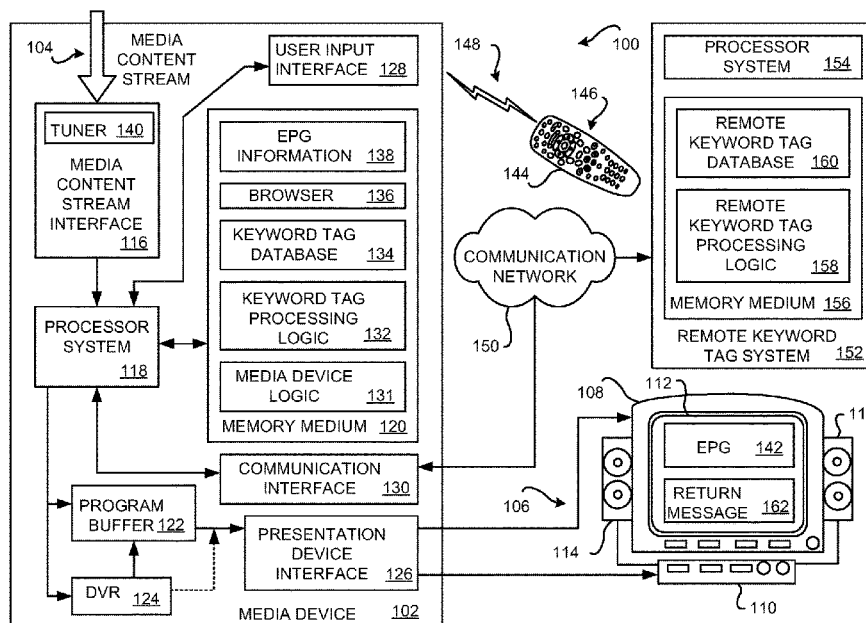 104
MEDIA
CONTENT
STREAM
TUNER 140
MEDIA
CONTENT
STREAM
INTERFACE
116
USER INPUT
INTERFACE 128
148
100
146
144
EPG
INFORMATION 138
BROWSER 136
KEYWORD TAG
DATABASE 134
KEYWORD TAG
PROCESSING
LOGIC 132
MEDIA DEVICE
LOGIC 131
MEMORY MEDIUM 120
PROCESSOR
SYSTEM
118
COMMUNICATION
INTERFACE 130
PROGRAM
BUFFER 122
DVR 124
PRESENTATION
DEVICE
INTERFACE
126
MEDIA DEVICE 102
COMMUNICATION
NETWORK
150
PROCESSOR
SYSTEM 154
REMOTE
KEYWORD TAG
DATABASE 160
REMOTE
KEYWORD TAG
PROCESSING
LOGIC 158
MEMORY MEDIUM 156
REMOTE KEYWORD 152
TAG SYSTEM
108
112
EPG 142
RETURN
MESSAGE 162
106
114
110